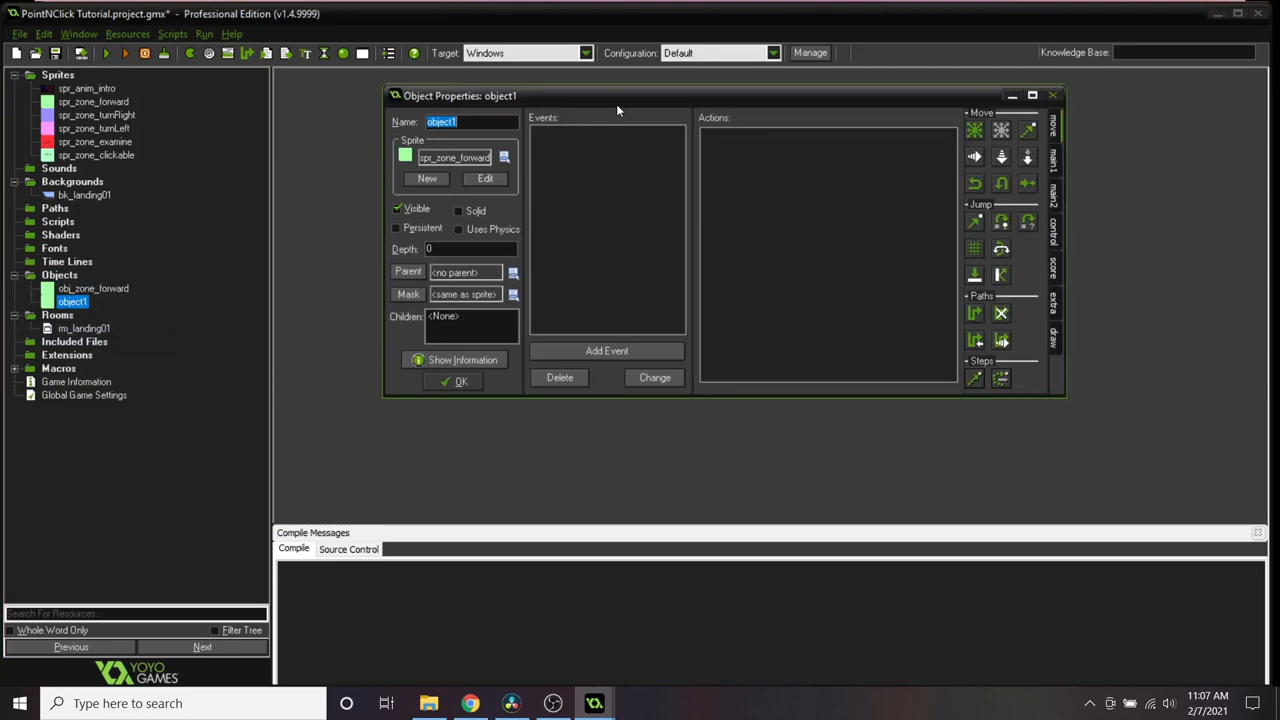 PointNClick Tutorial.project.gmx* - Professional Edition (v1.4.9999)
File Edit Window Resources Scripts Run Help
Target: Windows Configuration: Default Manage Knowledge Base:
Sprites
spr_anim_intro
spr_zone_forward
spr_zone_turnRight
spr_zone_turnLeft
spr_zone_examine
spr_zone_clickable
Sounds
Backgrounds
bk_landing01
Paths
Scripts
Shaders
Fonts
Time Lines
Objects
obj_zone_forward
object1
Rooms
rm_landing01
Included Files
Extensions
Macros
Game Information
Global Game Settings
Search For Resources...
Whole Word Only Filter Tree
Previous Next
YOYO
GAMES
Object Properties: object1
Name: object1
Sprite
spr_zone_forward
New Edit
Visible Solid
Persistent Uses Physics
Depth: 0
Parent <no parent>
Mask <same as sprite>
Children: <None>
Show Information
OK
Events:
Add Event
Delete Change
Actions:
Move
Jump
Paths
Steps
move
main1
main2
control
score
extra
draw
Compile Messages
Compile Source Control
Type here to search
11:07 AM
2/7/2021